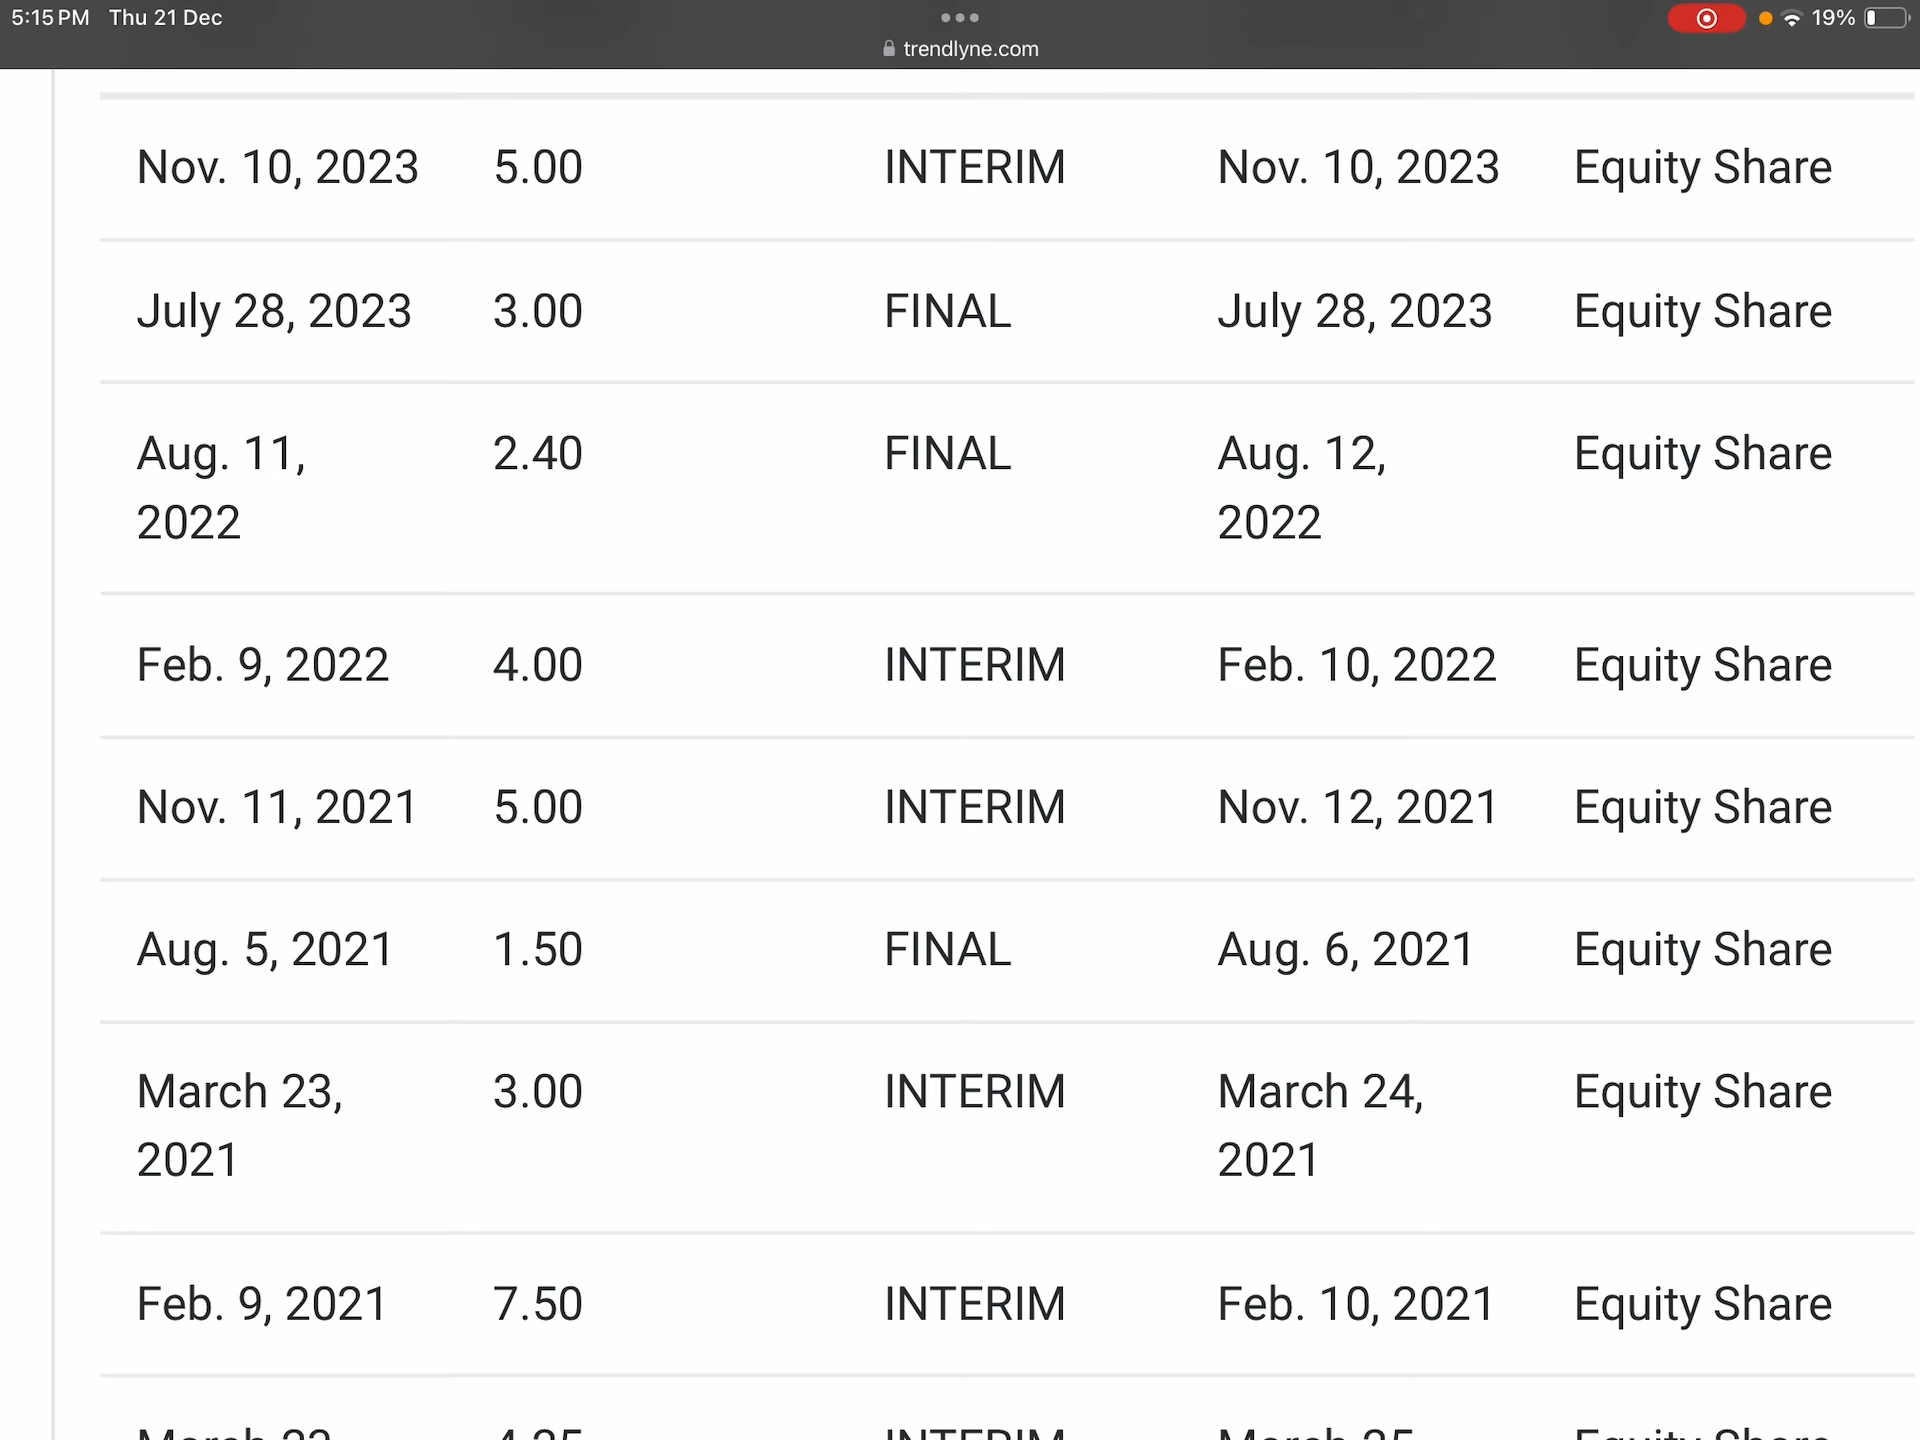 5:15 PM Thu 21 Dec
19%
trendlyne.com
Nov. 10, 2023 5.00 INTERIM Nov. 10, 2023 Equity Share
July 28, 2023 3.00 FINAL July 28, 2023 Equity Share
Aug. 11, 2.40 FINAL Aug. 12, Equity Share
2022 2022
Feb. 9, 2022 4.00 INTERIM Feb. 10, 2022 Equity Share
Nov. 11, 2021 5.00 INTERIM Nov. 12, 2021 Equity Share
Aug. 5, 2021 1.50 FINAL Aug. 6, 2021 Equity Share
March 23, 3.00 INTERIM March 24, Equity Share
2021 2021
Feb. 9, 2021 7.50 INTERIM Feb. 10, 2021 Equity Share